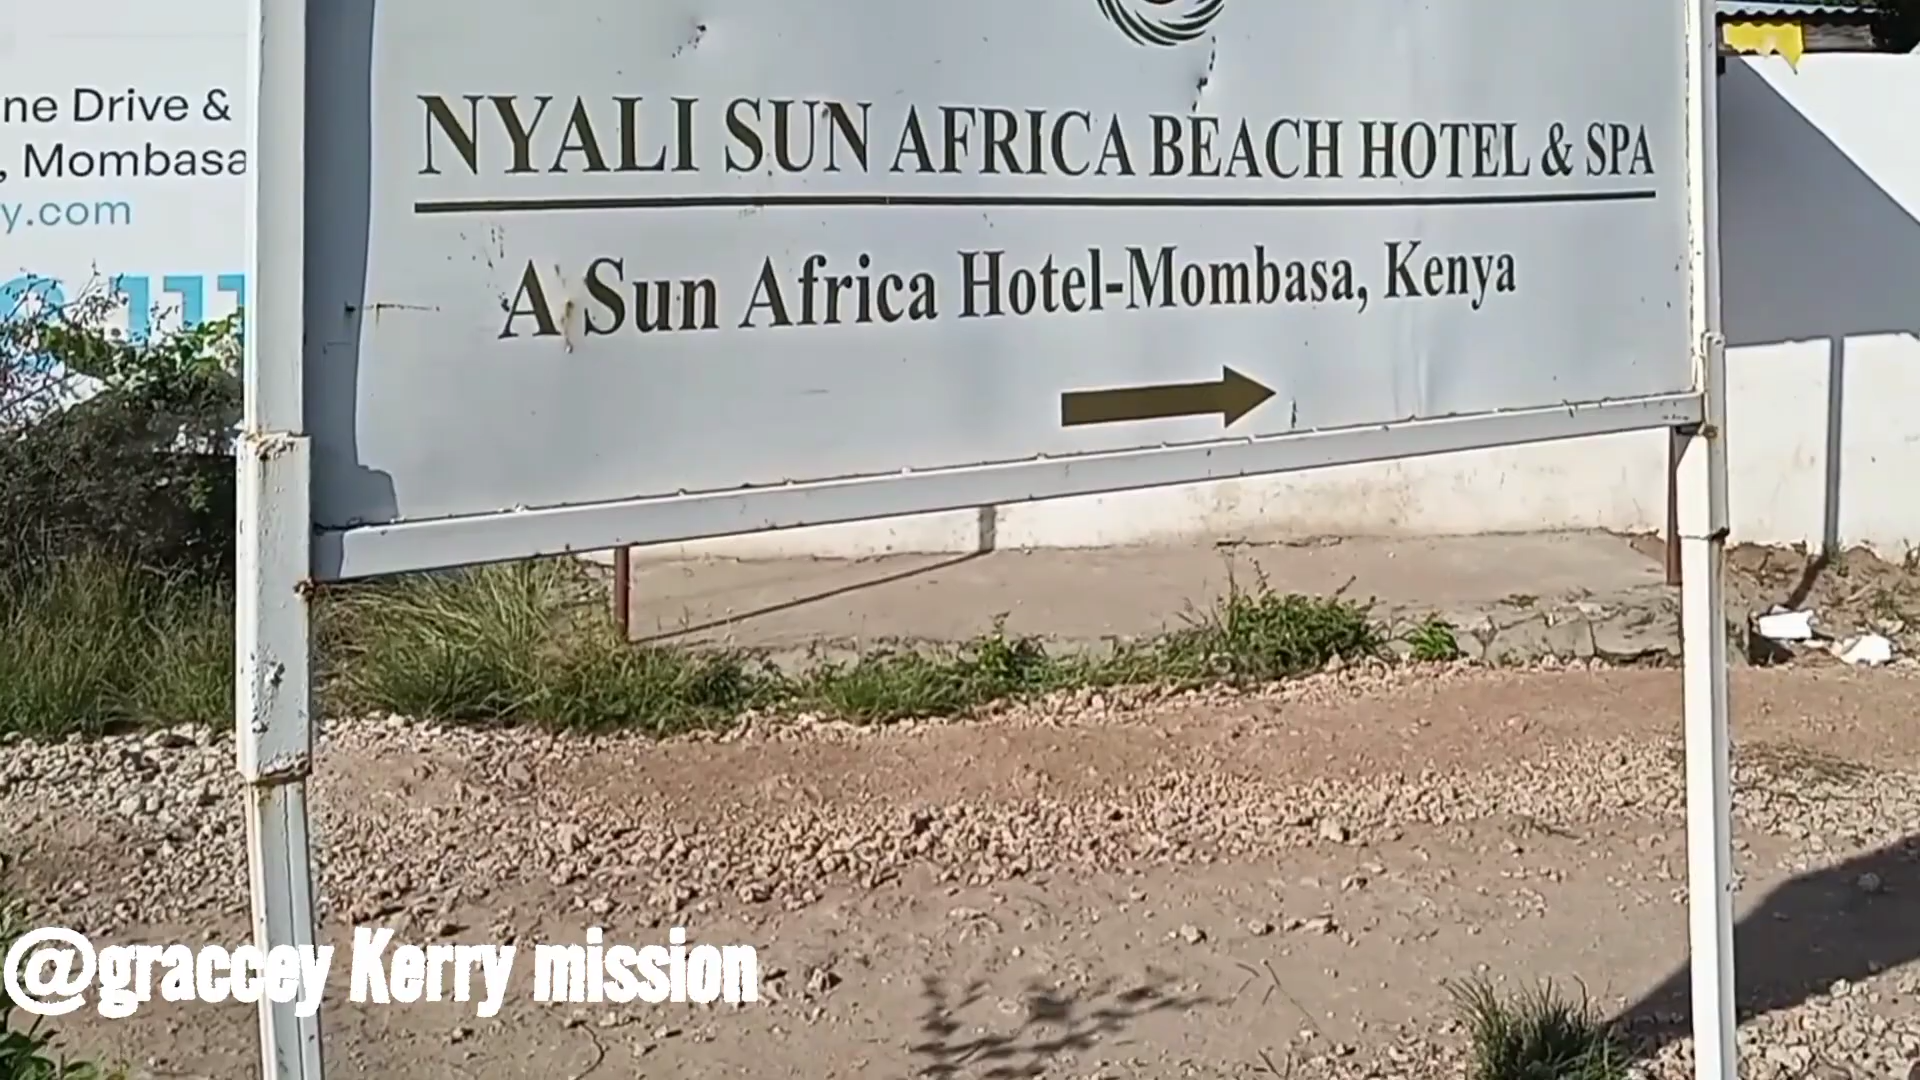 ne Drive &
, Mombasa
y.com
NYALI SUN AFRICA BEACH HOTEL & SPA
A Sun Africa Hotel-Mombasa, Kenya
@graccey Kerry mission